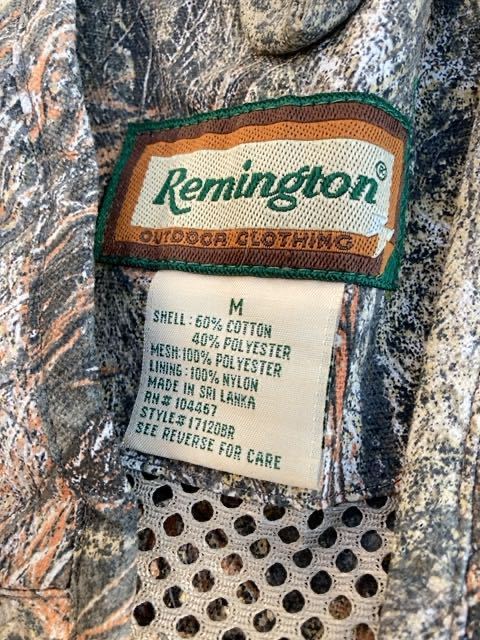 Remington®
OUTDOOR CLOTHING
M
SHELL: 60% COTTON
40% POLYESTER
MESH: 100% POLYESTER
LINING: 100% NYLON
MADE IN SRI LANKA
RN# 104467
STYLE# 17120BR
SEE REVERSE FOR CARE